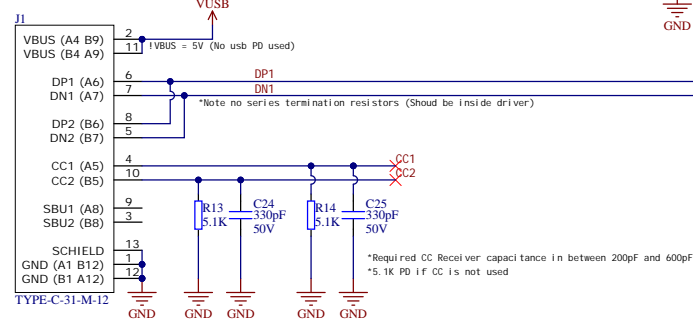 VUSB
J1
GND
VBUS (A4 B9) 2
!VBUS = 5V (No usb PD used)
VBUS (B4 A9) 11
DP1 (A6) 6 DP1
DN1 (A7) 7 DN1
*Note no series termination resistors (Shoud be inside driver)
DP2 (B6) 8
DN2 (B7) 5
CC1 (A5) 4 CC1
CC2 (B5) 10 CC2
SBU1 (A8) 9
SBU2 (B8) 3
R13 C24 R14 C25
5.1K 330pF 5.1K 330pF
50V 50V
SCHIELD 13
GND (A1 B12) 1
GND (B1 A12) 12
*Required CC Receiver capacitance in between 200pF and 600pF
*5.1K PD if CC is not used
TYPE-C-31-M-12
GND GND GND GND GND